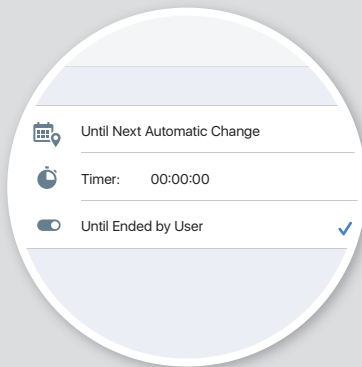 Until Next Automatic Change
Timer: 00:00:00
Until Ended by User